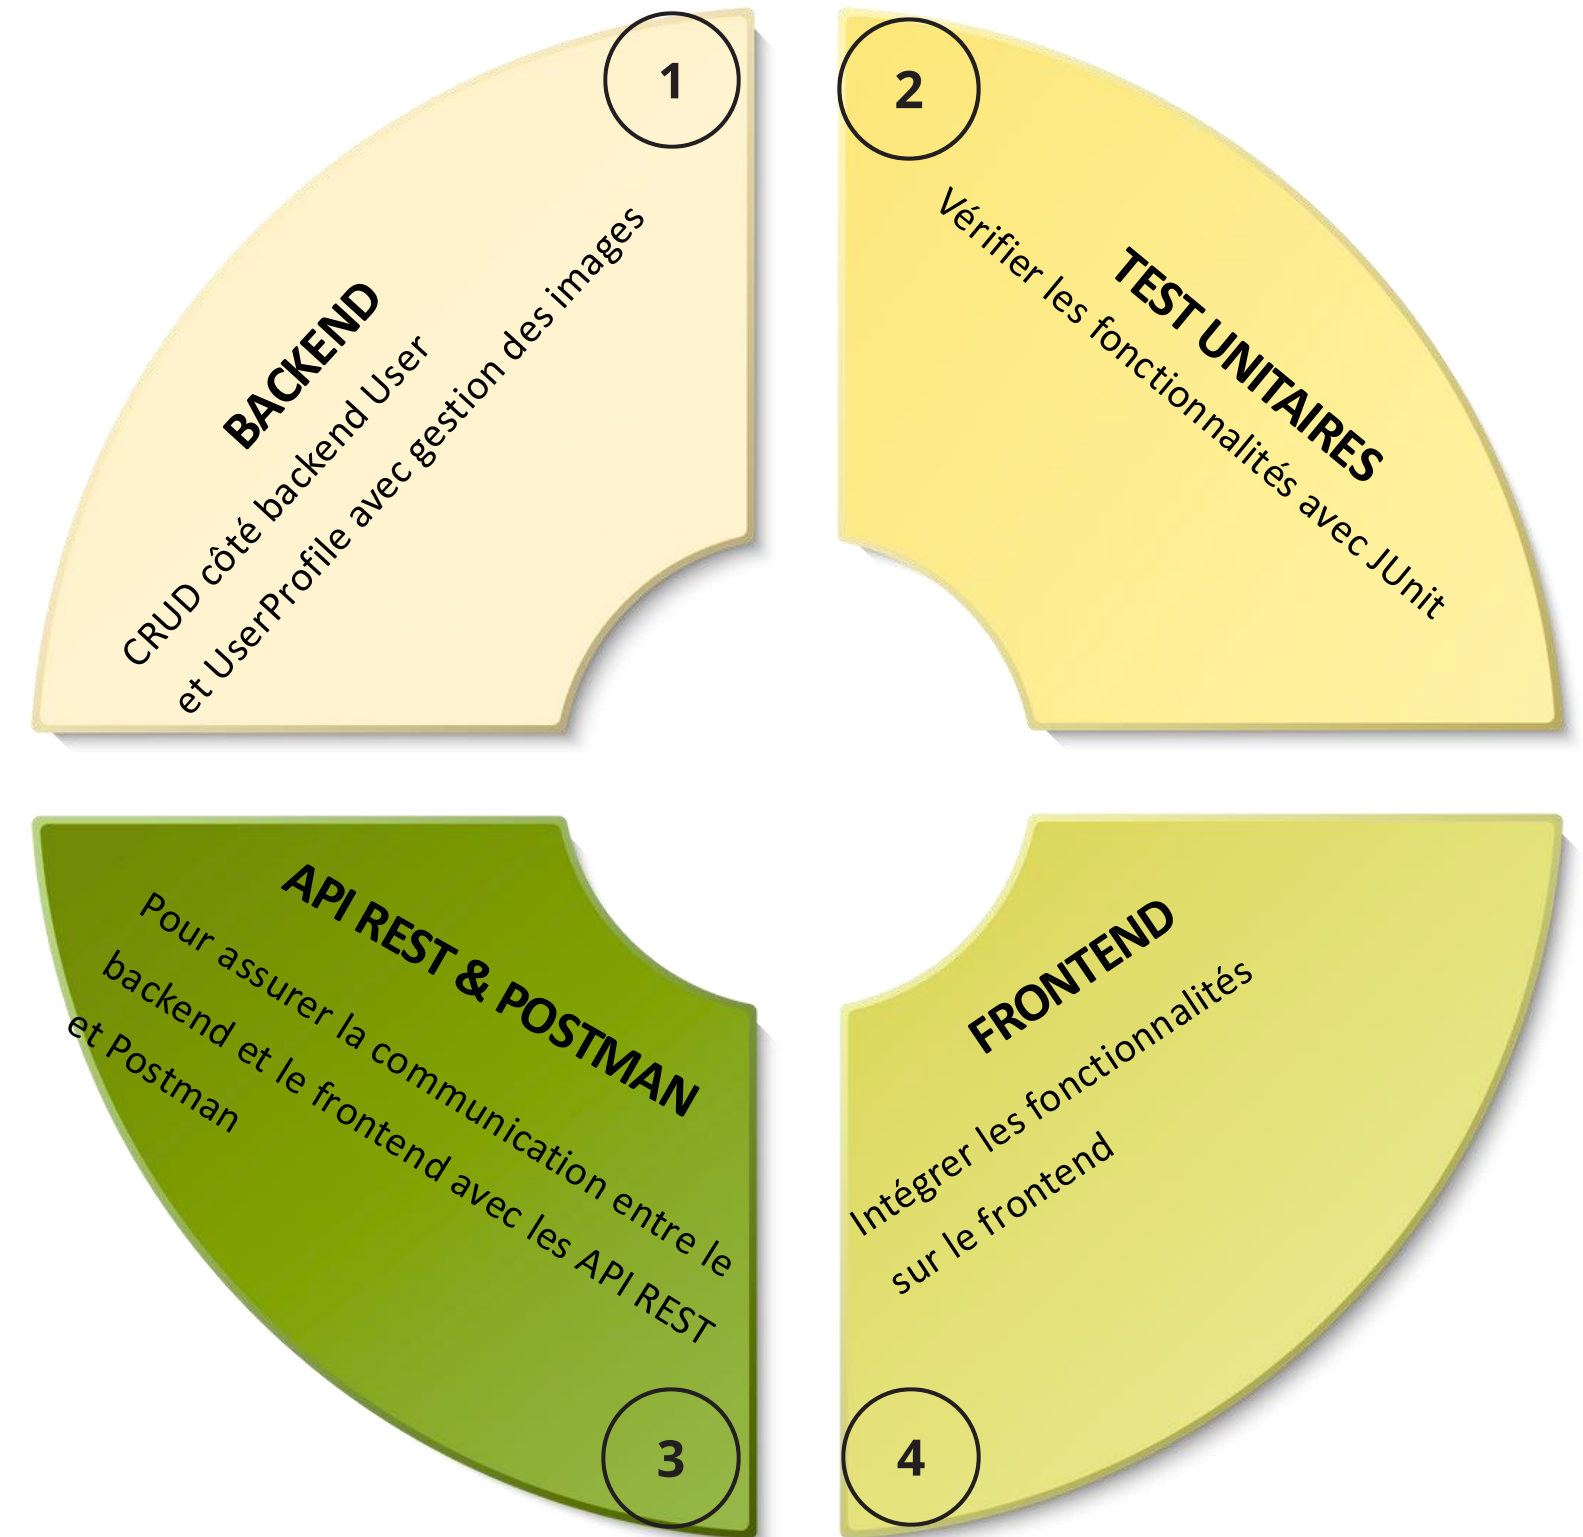 1
BACKEND
CRUD côté backend User
et UserProfile avec gestion des images
2
TEST UNITAIRES
Vérifier les fonctionnalités avec JUnit
API REST & POSTMAN
Pour assurer la communication entre le
backend et le frontend avec les API REST
et Postman
3
FRONTEND
Intégrer les fonctionnalités
sur le frontend
4